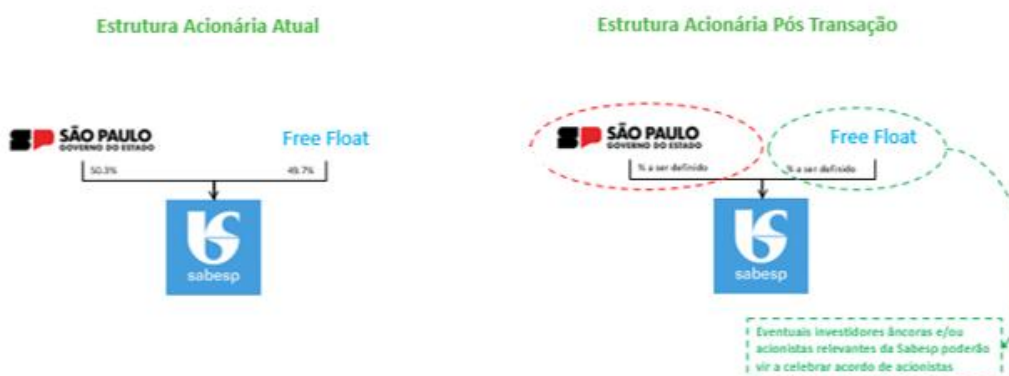 Estrutura Acionária Atual
Estrutura Acionária Pós Transação
SÃO PAULO
GOVERNO DO ESTADO
Free Float
50.3%
49.7%
sabesp
SÃO PAULO
GOVERNO DO ESTADO
Free Float
% a ser definido
% a ser definido
sabesp
Eventuais investidores âncoras e/ou
acionistas relevantes da Sabesp poderão
vir a celebrar acordo de acionistas